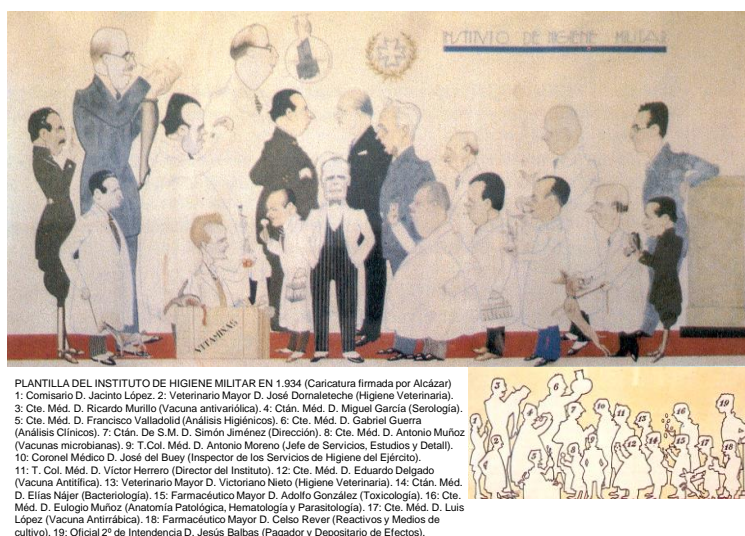 INSTITVTO DE HIGIENE MILITAR
VITAMINAS
PLANTILLA DEL INSTITUTO DE HIGIENE MILITAR EN 1.934 (Caricatura firmada por Alcázar)
1: Comisario D. Jacinto López. 2: Veterinario Mayor D. José Dornaleteche (Higiene Veterinaria).
3: Cte. Méd. D. Ricardo Murillo (Vacuna antivariólica). 4: Ctán. Méd. D. Miguel García (Serología).
5: Cte. Méd. D. Francisco Valladolid (Análisis Higiénicos). 6: Cte. Méd. D. Gabriel Guerra
(Análisis Clínicos). 7: Ctán. De S.M. D. Simón Jiménez (Dirección). 8: Cte. Méd. D. Antonio Muñoz
(Vacunas microbianas). 9: T.Col. Méd. D. Antonio Moreno (Jefe de Servicios, Estudios y Detall).
10: Coronel Médico D. José del Buey (Inspector de los Servicios de Higiene del Ejército).
11: T. Col. Méd. D. Víctor Herrero (Director del Instituto). 12: Cte. Méd. D. Eduardo Delgado
(Vacuna Antitífica). 13: Veterinario Mayor D. Victoriano Nieto (Higiene Veterinaria). 14: Ctán. Méd.
D. Elías Nájer (Bacteriología). 15: Farmacéutico Mayor D. Adolfo González (Toxicología). 16: Cte.
Méd. D. Eulogio Muñoz (Anatomía Patológica, Hematología y Parasitología). 17: Cte. Méd. D. Luis
López (Vacuna Antirrábica). 18: Farmacéutico Mayor D. Celso Rever (Reactivos y Medios de
cultivo). 19: Oficial 2º de Intendencia D. Jesús Balbas (Pagador y Depositario de Efectos).